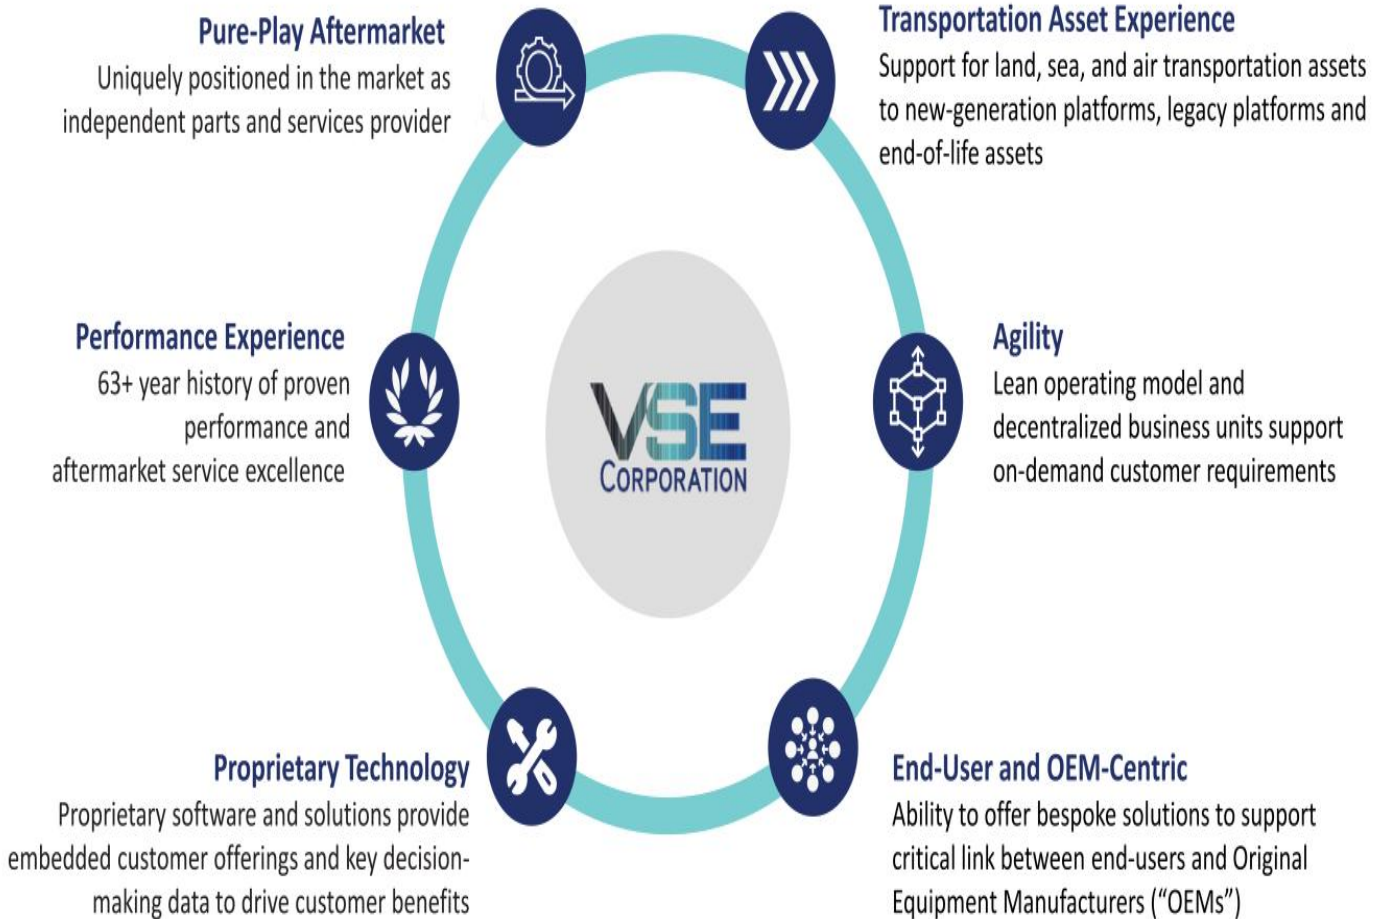 Pure-Play Aftermarket
Uniquely positioned in the market as
independent parts and services provider
Transportation Asset Experience
Support for land, sea, and air transportation assets
to new-generation platforms, legacy platforms and
end-of-life assets
Performance Experience
63+ year history of proven
performance and
aftermarket service excellence
VSE
CORPORATION
Agility
Lean operating model and
decentralized business units support
on-demand customer requirements
Proprietary Technology
Proprietary software and solutions provide
embedded customer offerings and key decision-
making data to drive customer benefits
End-User and OEM-Centric
Ability to offer bespoke solutions to support
critical link between end-users and Original
Equipment Manufacturers (“OEMs”)